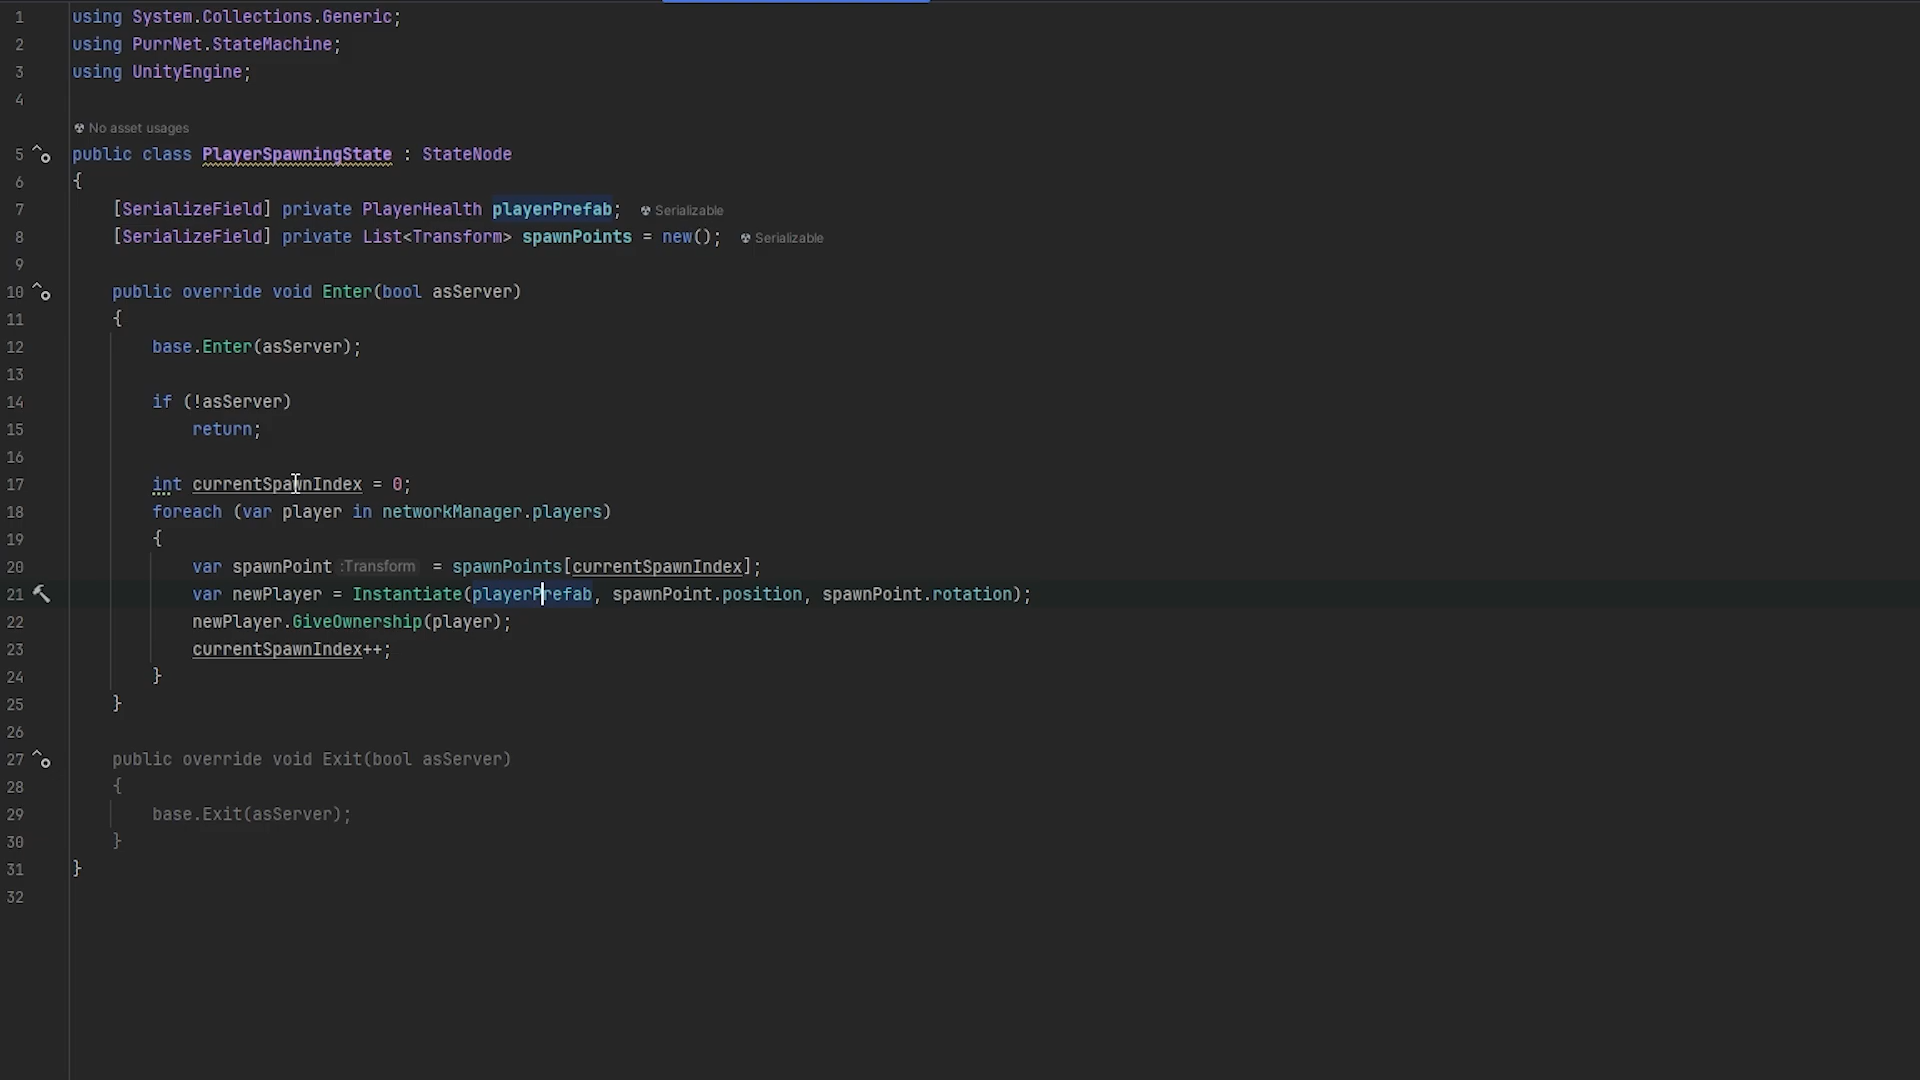 1 using System.Collections.Generic;
2 using PurrNet.StateMachine;
3 using UnityEngine;
4
No asset usages
5 public class PlayerSpawningState : StateNode
6 {
7 [SerializeField] private PlayerHealth playerPrefab; Serializable
8 [SerializeField] private List<Transform> spawnPoints = new(); Serializable
9
10 public override void Enter(bool asServer)
11 {
12 base.Enter(asServer);
13
14 if (!asServer)
15 return;
16
17 int currentSpawnIndex = 0;
18 foreach (var player in networkManager.players)
19 {
20 var spawnPoint :Transform = spawnPoints[currentSpawnIndex];
21 var newPlayer = Instantiate(playerPrefab, spawnPoint.position, spawnPoint.rotation);
22 newPlayer.GiveOwnership(player);
23 currentSpawnIndex++;
24 }
25 }
26
27 public override void Exit(bool asServer)
28 {
29 base.Exit(asServer);
30 }
31 }
32